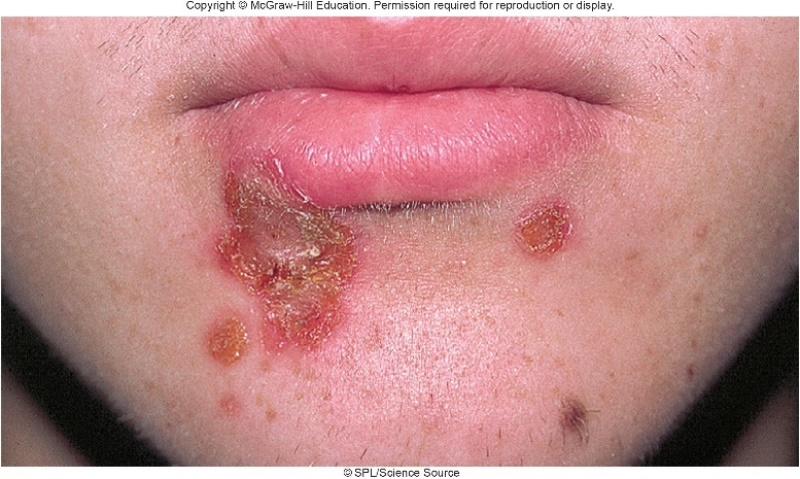 Copyright © McGraw-Hill Education. Permission required for reproduction or display.
© SPL/Science Source